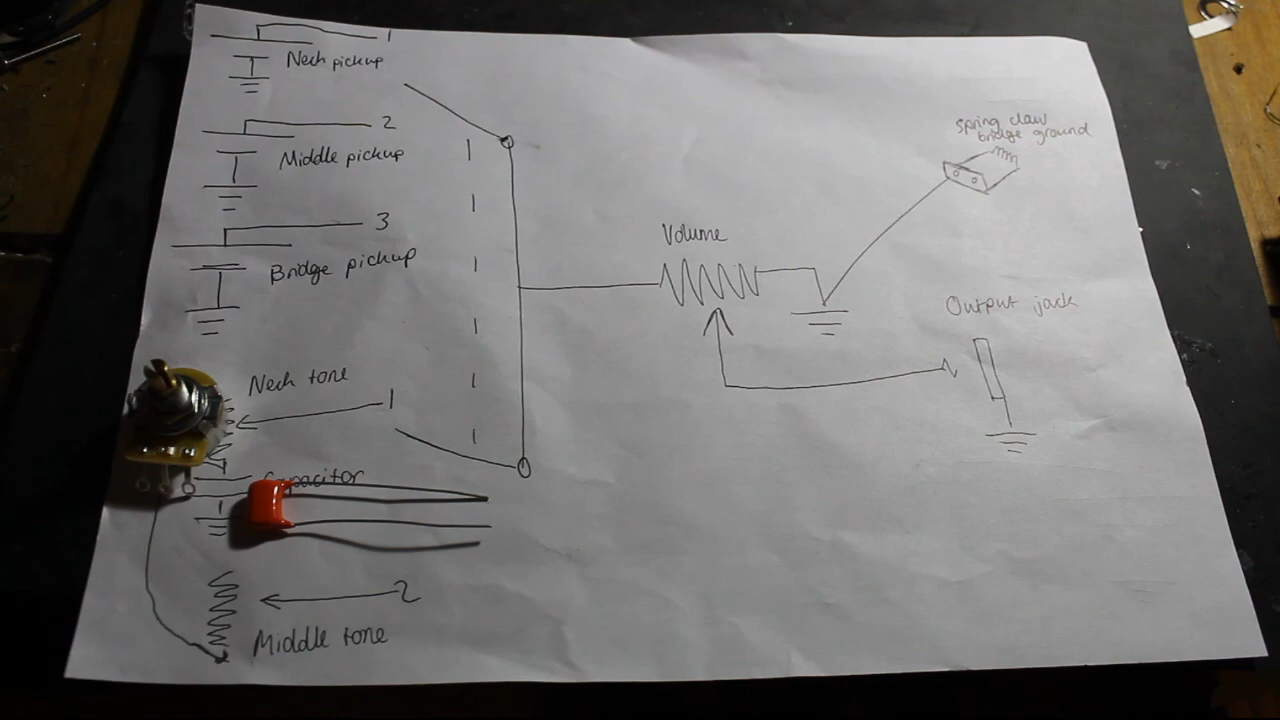 1
Neck pickup
2
Middle pickup
3
Bridge pickup
Neck tone
1
Capacitor
2
Middle tone
Volume
spring claw
bridge ground
Output jack